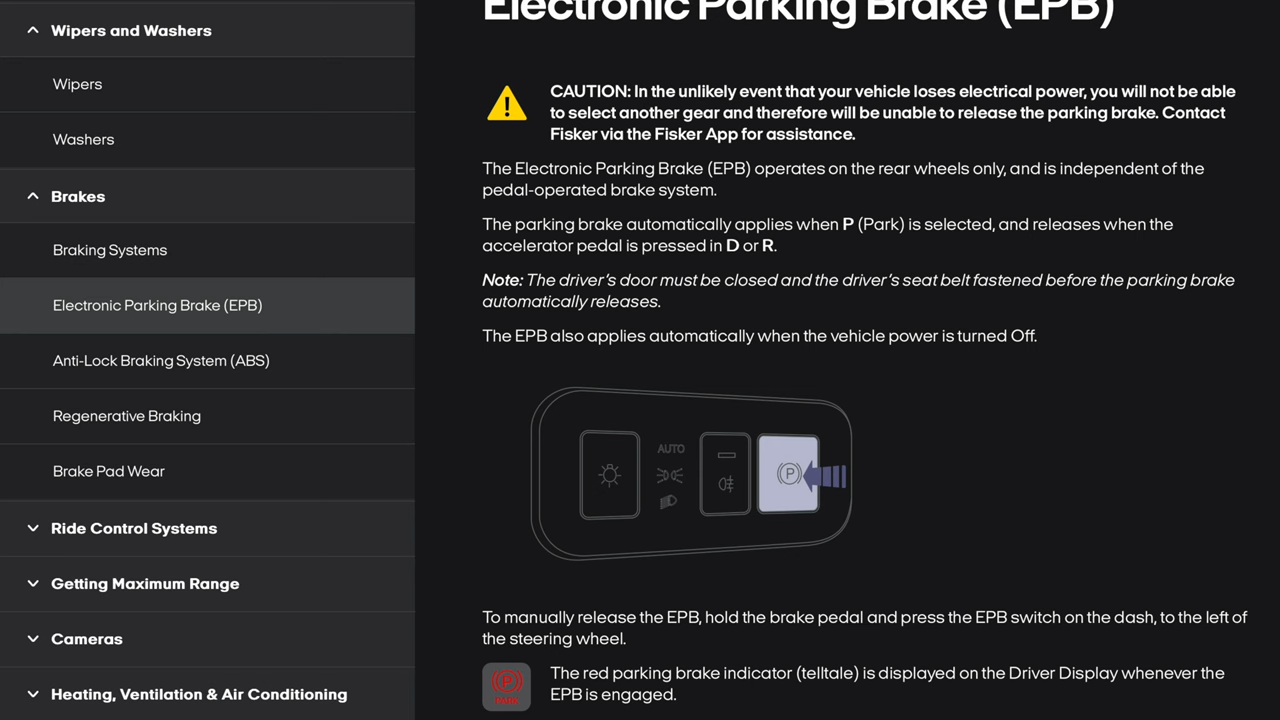 Wipers and Washers
Wipers
Washers
Brakes
Braking Systems
Electronic Parking Brake (EPB)
Anti-Lock Braking System (ABS)
Regenerative Braking
Brake Pad Wear
Ride Control Systems
Getting Maximum Range
Cameras
Heating, Ventilation & Air Conditioning
Electronic Parking Brake (EPB)
CAUTION: In the unlikely event that your vehicle loses electrical power, you will not be able
to select another gear and therefore will be unable to release the parking brake. Contact
Fisker via the Fisker App for assistance.
The Electronic Parking Brake (EPB) operates on the rear wheels only, and is independent of the
pedal-operated brake system.
The parking brake automatically applies when P (Park) is selected, and releases when the
accelerator pedal is pressed in D or R.
Note: The driver's door must be closed and the driver's seat belt fastened before the parking brake
automatically releases.
The EPB also applies automatically when the vehicle power is turned Off.
AUTO
P
To manually release the EPB, hold the brake pedal and press the EPB switch on the dash, to the left of
the steering wheel.
P
PARK
The red parking brake indicator (telltale) is displayed on the Driver Display whenever the
EPB is engaged.